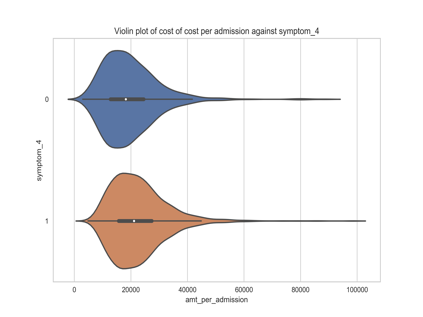 Violin plot of cost of cost per admission against symptom_4
0
symptom_4
1
0 20000 40000 60000 80000 100000
amt_per_admission